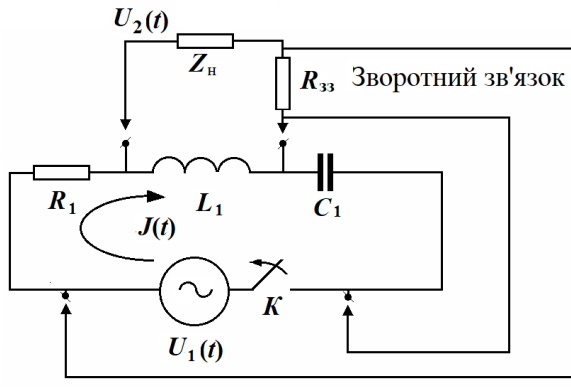 U₂(t)
Zн
Rзз
Зворотний зв'язок
R₁
L₁
C₁
J(t)
К
U₁(t)